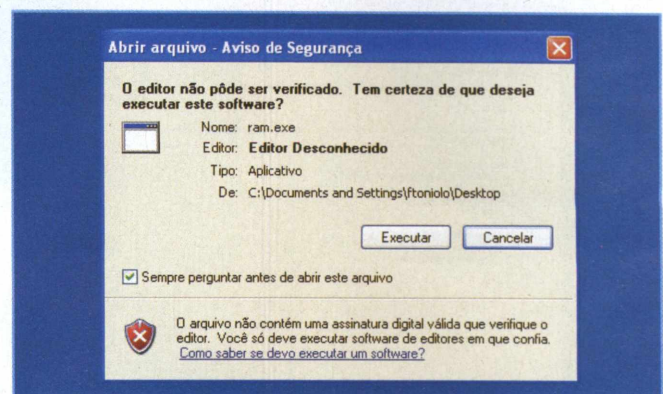 Abrir arquivo - Aviso de Segurança
O editor não pôde ser verificado. Tem certeza de que deseja
executar este software?
Nome: ram.exe
Editor: Editor Desconhecido
Tipo: Aplicativo
De: C:\Documents and Settings\ftoniolo\Desktop
Executar Cancelar
Sempre perguntar antes de abrir este arquivo
O arquivo não contém uma assinatura digital válida que verifique o
editor. Você só deve executar software de editores em que confia.
Como saber se devo executar um software?